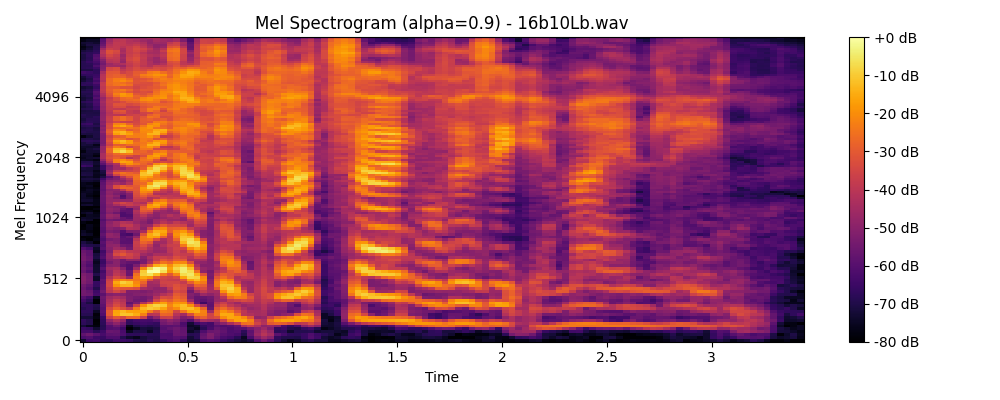 Mel Spectrogram (alpha=0.9) - 16b10Lb.wav
+0 dB
-10 dB
-20 dB
-30 dB
-40 dB
-50 dB
-60 dB
-70 dB
-80 dB
Mel Frequency
4096
2048
1024
512
0
0 0.5 1 1.5 2 2.5 3
Time